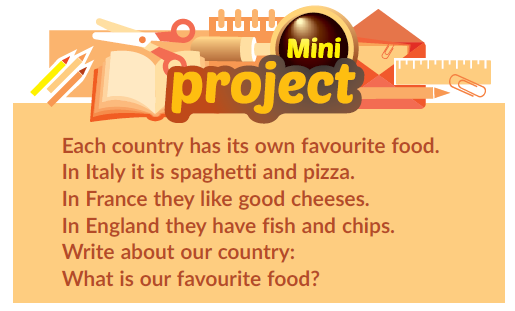 Mini
project
Each country has its own favourite food.
In Italy it is spaghetti and pizza.
In France they like good cheeses.
In England they have fish and chips.
Write about our country:
What is our favourite food?